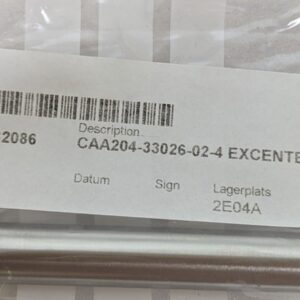 Description
2086 CAA204-33026-02-4 EXCENTE
Datum Sign Lagerplats
2E04A